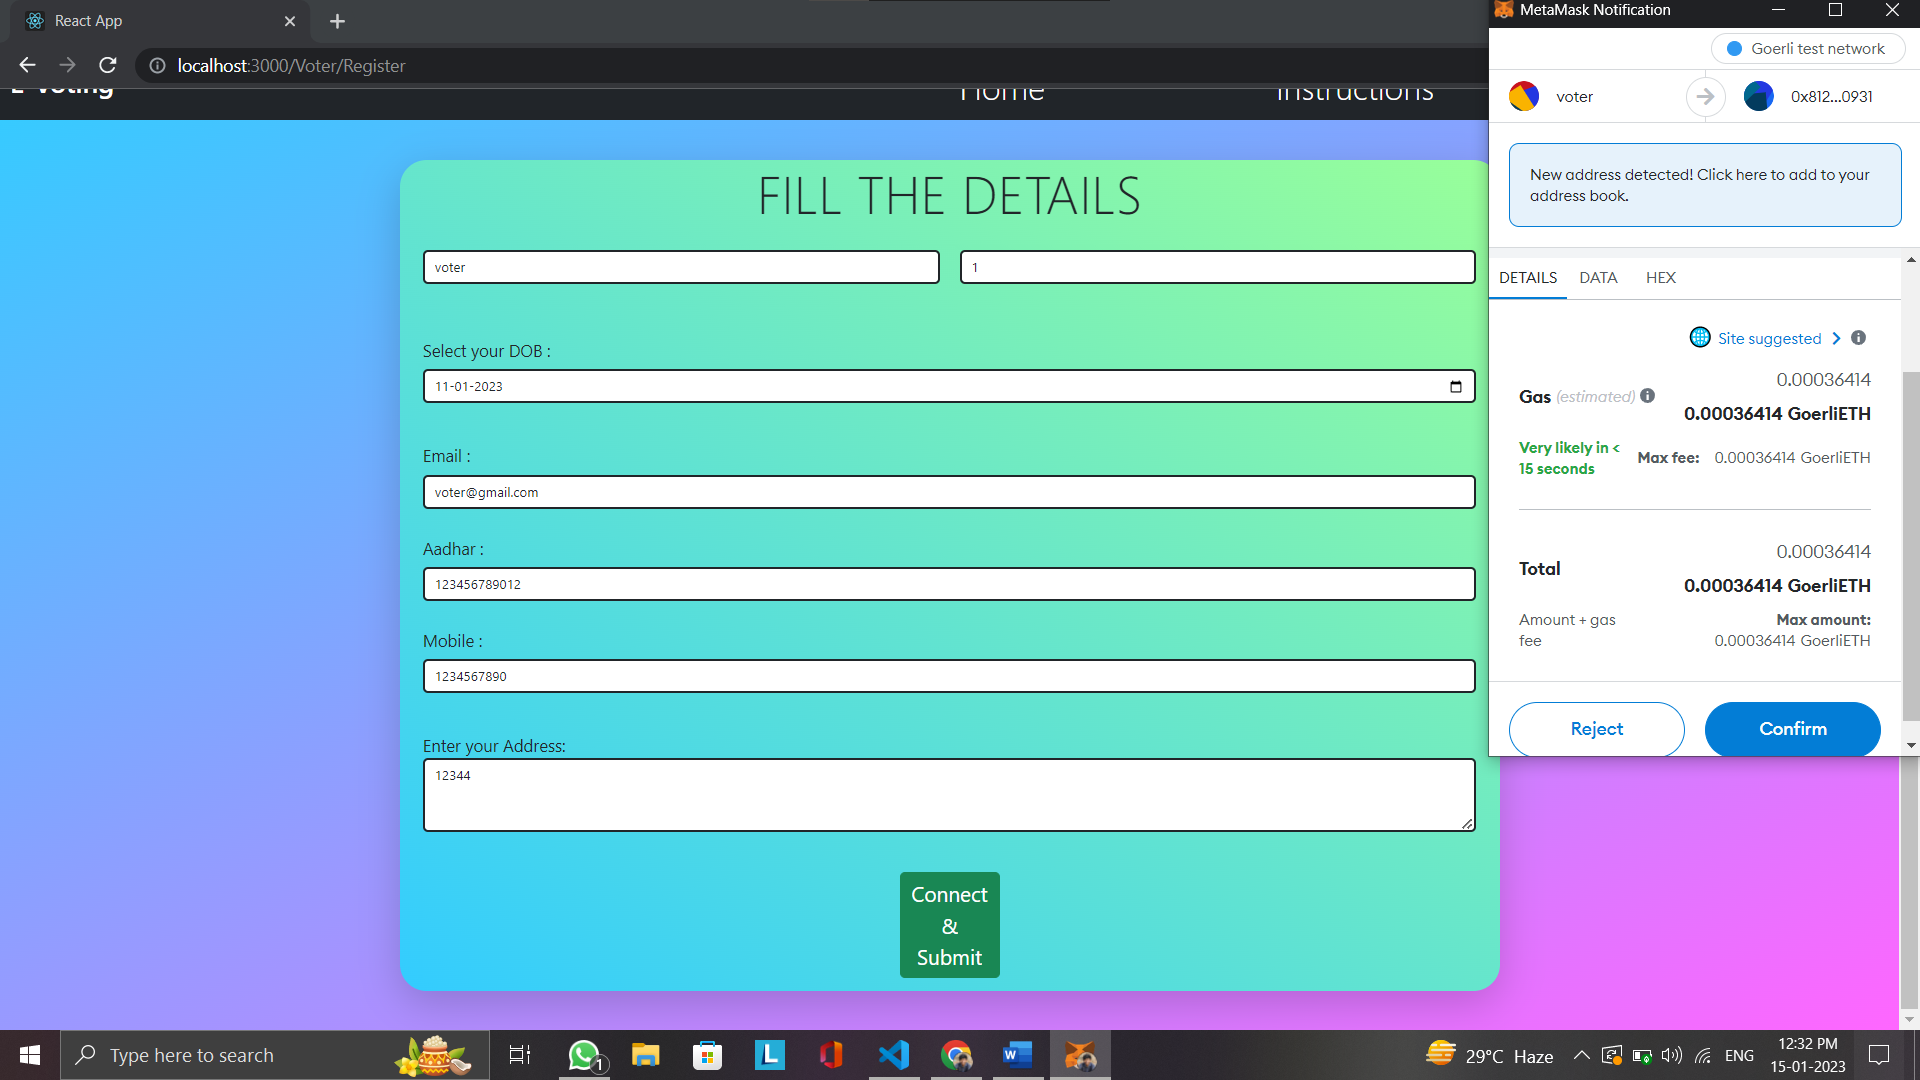 React App
localhost:3000/Voter/Register
E-Voting
Home
Instructions
FILL THE DETAILS
voter
1
Select your DOB :
11-01-2023
Email :
voter@gmail.com
Aadhar :
123456789012
Mobile :
1234567890
Enter your Address:
12344
Connect
&
Submit
MetaMask Notification
Goerli test network
voter
0x812...0931
New address detected! Click here to add to your
address book.
DETAILS DATA HEX
Site suggested
0.00036414
Gas (estimated)
0.00036414 GoerliETH
Very likely in <
15 seconds
Max fee: 0.00036414 GoerliETH
0.00036414
Total
0.00036414 GoerliETH
Amount + gas
fee
Max amount:
0.00036414 GoerliETH
Reject
Confirm
Type here to search
1
L
W
29°C Haze
ENG
12:32 PM
15-01-2023